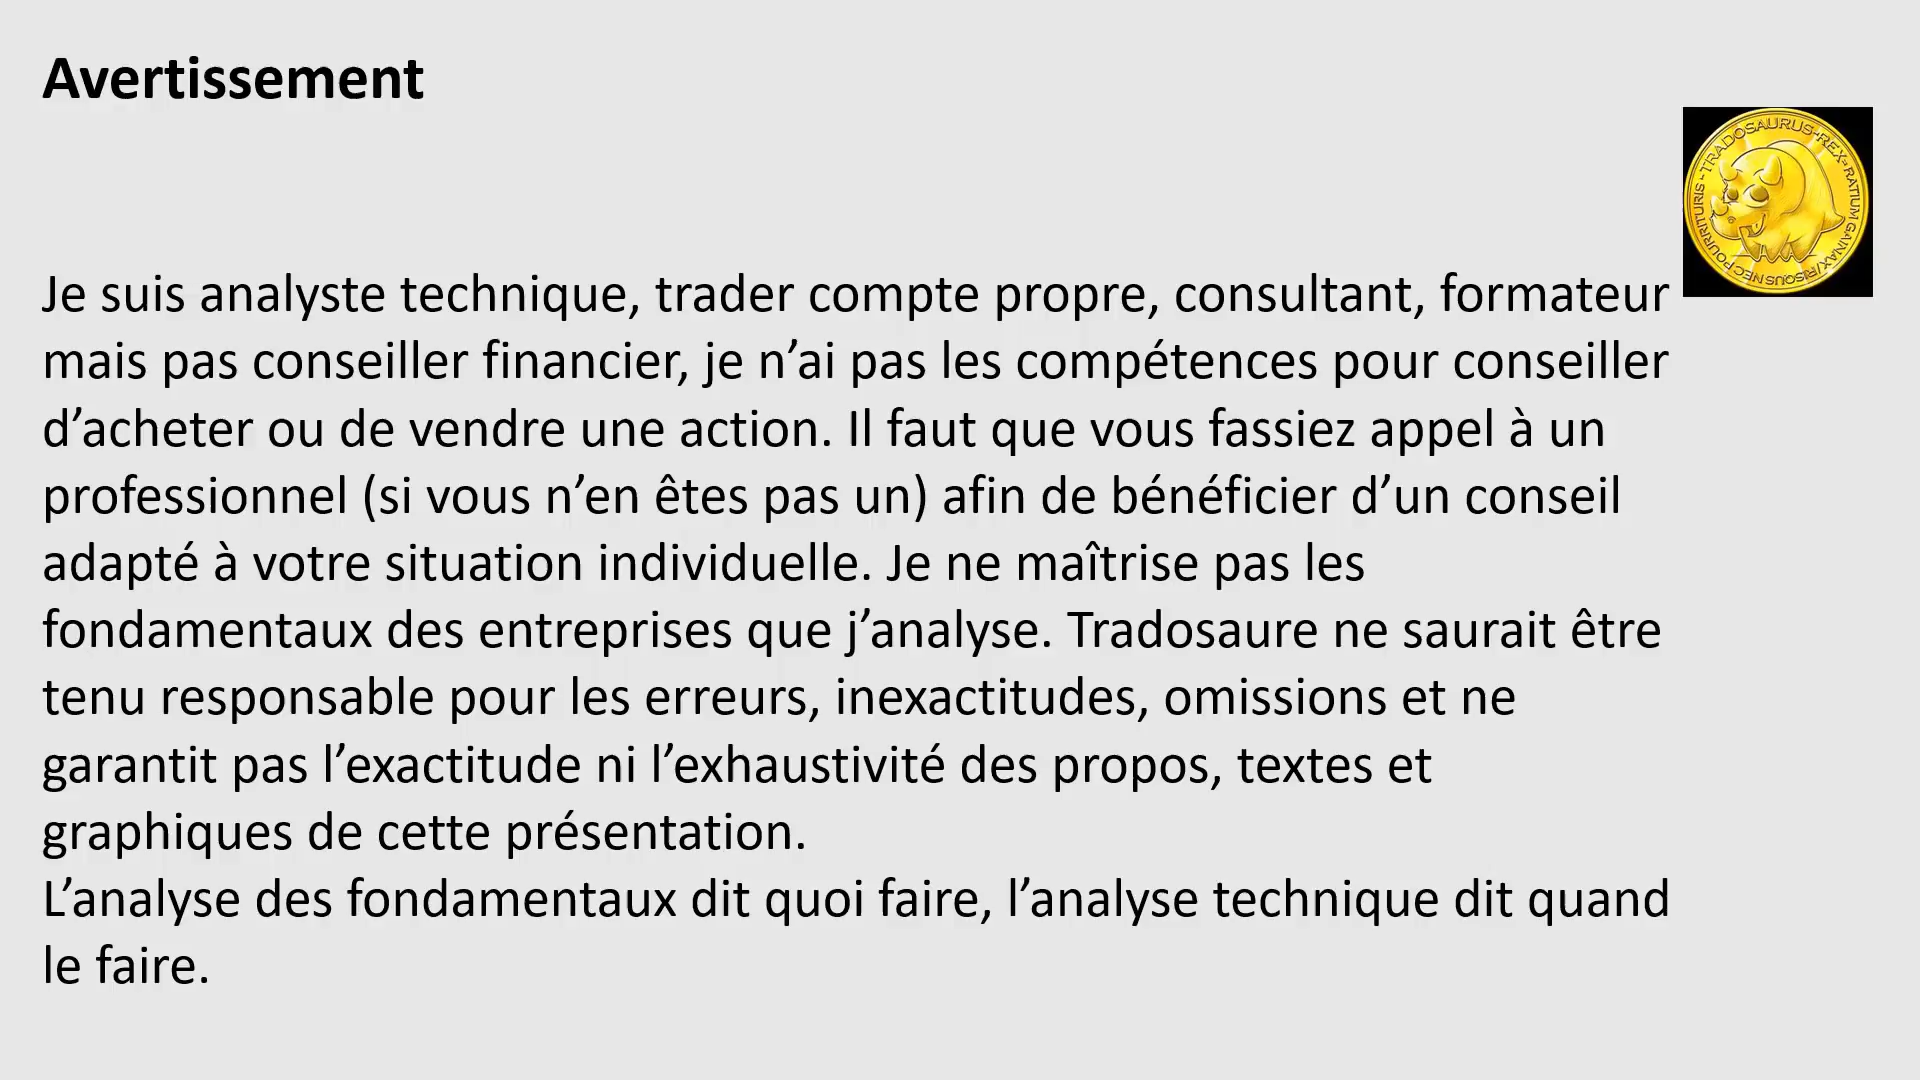 Avertissement
TRADOSAURUS-REX-RATIUM GAINAX/RISQUS NEC POURRITURIS -
Je suis analyste technique, trader compte propre, consultant, formateur
mais pas conseiller financier, je n’ai pas les compétences pour conseiller
d’acheter ou de vendre une action. Il faut que vous fassiez appel à un
professionnel (si vous n’en êtes pas un) afin de bénéficier d’un conseil
adapté à votre situation individuelle. Je ne maîtrise pas les
fondamentaux des entreprises que j’analyse. Tradosaure ne saurait être
tenu responsable pour les erreurs, inexactitudes, omissions et ne
garantit pas l’exactitude ni l’exhaustivité des propos, textes et
graphiques de cette présentation.
L’analyse des fondamentaux dit quoi faire, l’analyse technique dit quand
le faire.